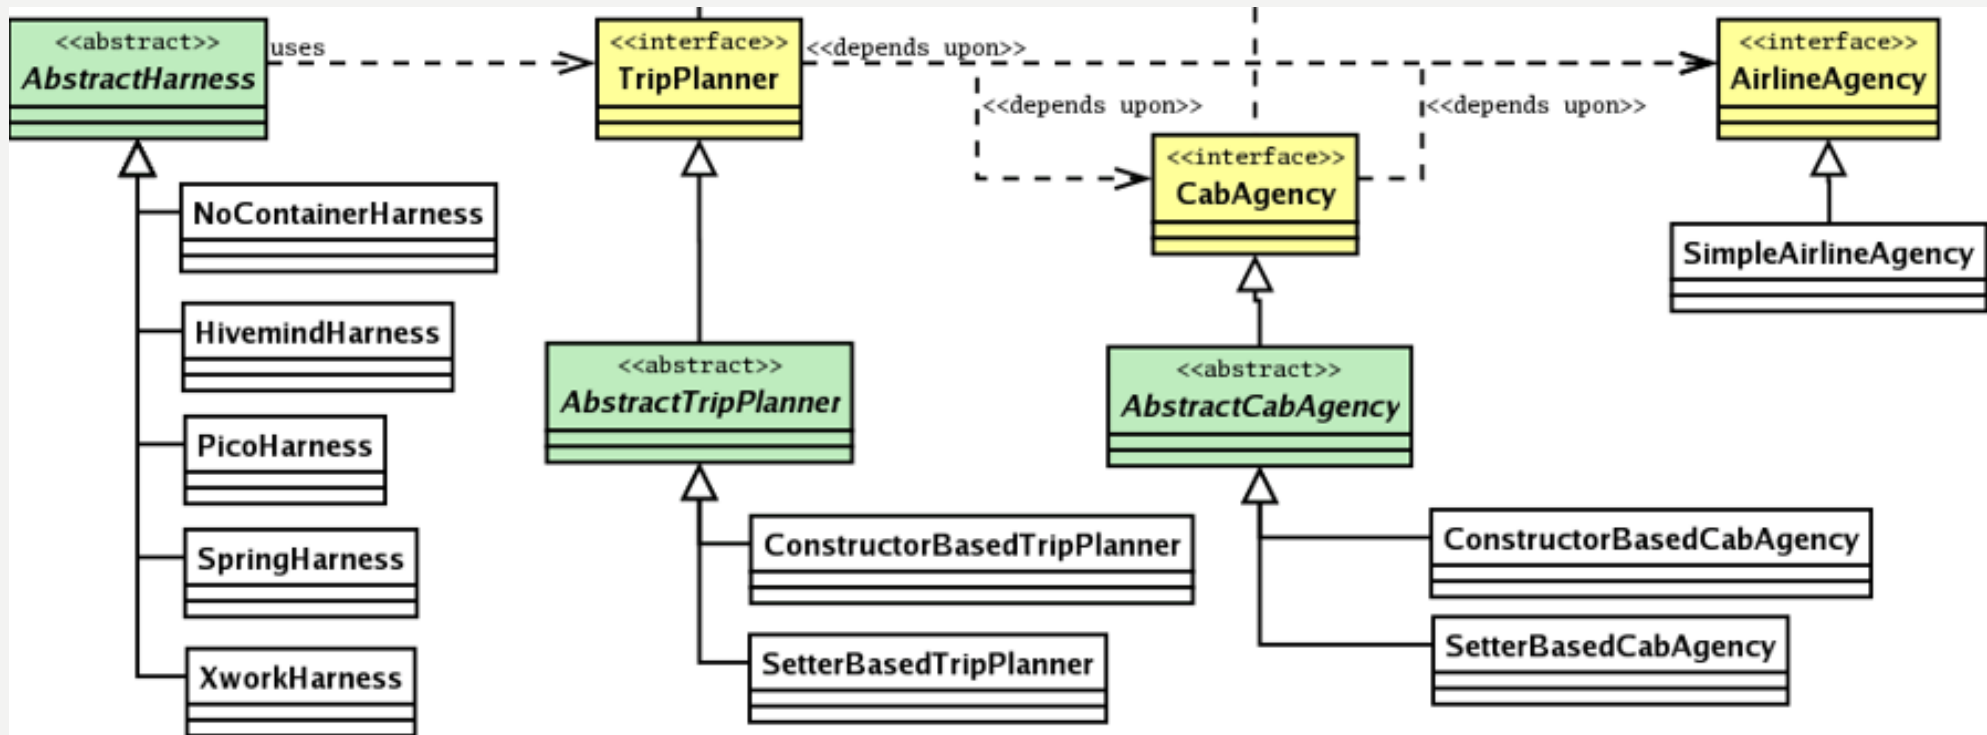 <<abstract>>
AbstractHarness
uses
<<interface>>
TripPlanner
<<depends upon>>
<<depends upon>>
<<interface>>
CabAgency
<<depends upon>>
<<interface>>
AirlineAgency
NoContainerHarness
HivemindHarness
PicoHarness
SpringHarness
XworkHarness
<<abstract>>
AbstractTripPlanner
ConstructorBasedTripPlanner
SetterBasedTripPlanner
<<abstract>>
AbstractCabAgency
ConstructorBasedCabAgency
SetterBasedCabAgency
SimpleAirlineAgency